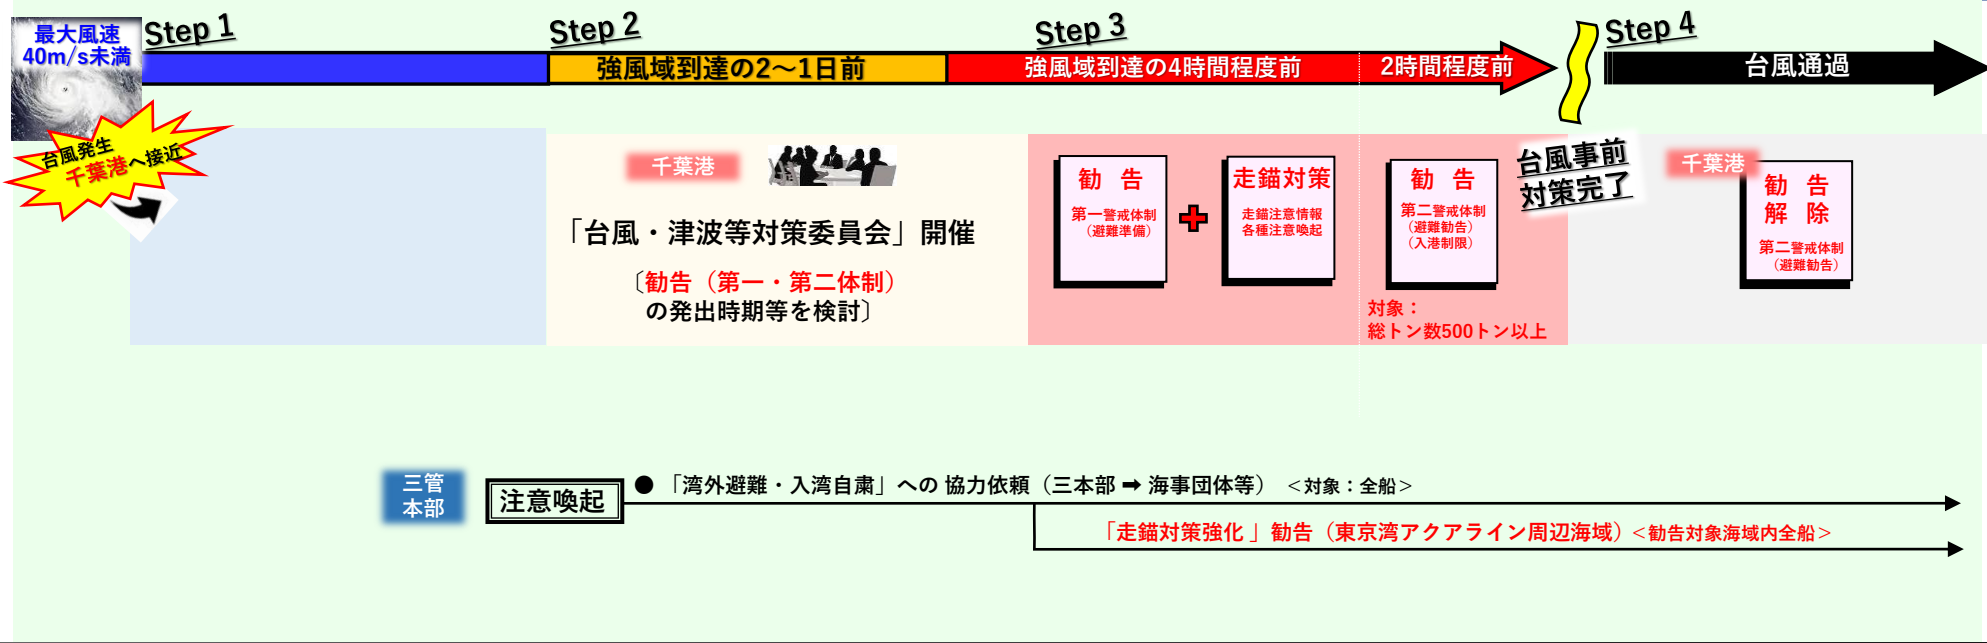 最大風速
40m/s未満
Step 1
Step 2
Step 3
Step 4
強風域到達の2～1日前
強風域到達の4時間程度前
2時間程度前
台風通過
台風発生
千葉港へ接近
千葉港
「台風・津波等対策委員会」開催
〔勧告（第一・第二体制）
の発出時期等を検討〕
勧 告
第一警戒体制
（避難準備）
走錨対策
走錨注意情報
各種注意喚起
勧 告
第二警戒体制
（避難勧告）
（入港制限）
対象：
総トン数500トン以上
台風事前
対策完了
千葉港
勧 告
解 除
第二警戒体制
（避難勧告）
三管
本部
注意喚起
● 「湾外避難・入湾自粛」への 協力依頼（三本部 ➡ 海事団体等） ＜対象：全船＞
「走錨対策強化 」勧告（東京湾アクアライン周辺海域）＜勧告対象海域内全船＞